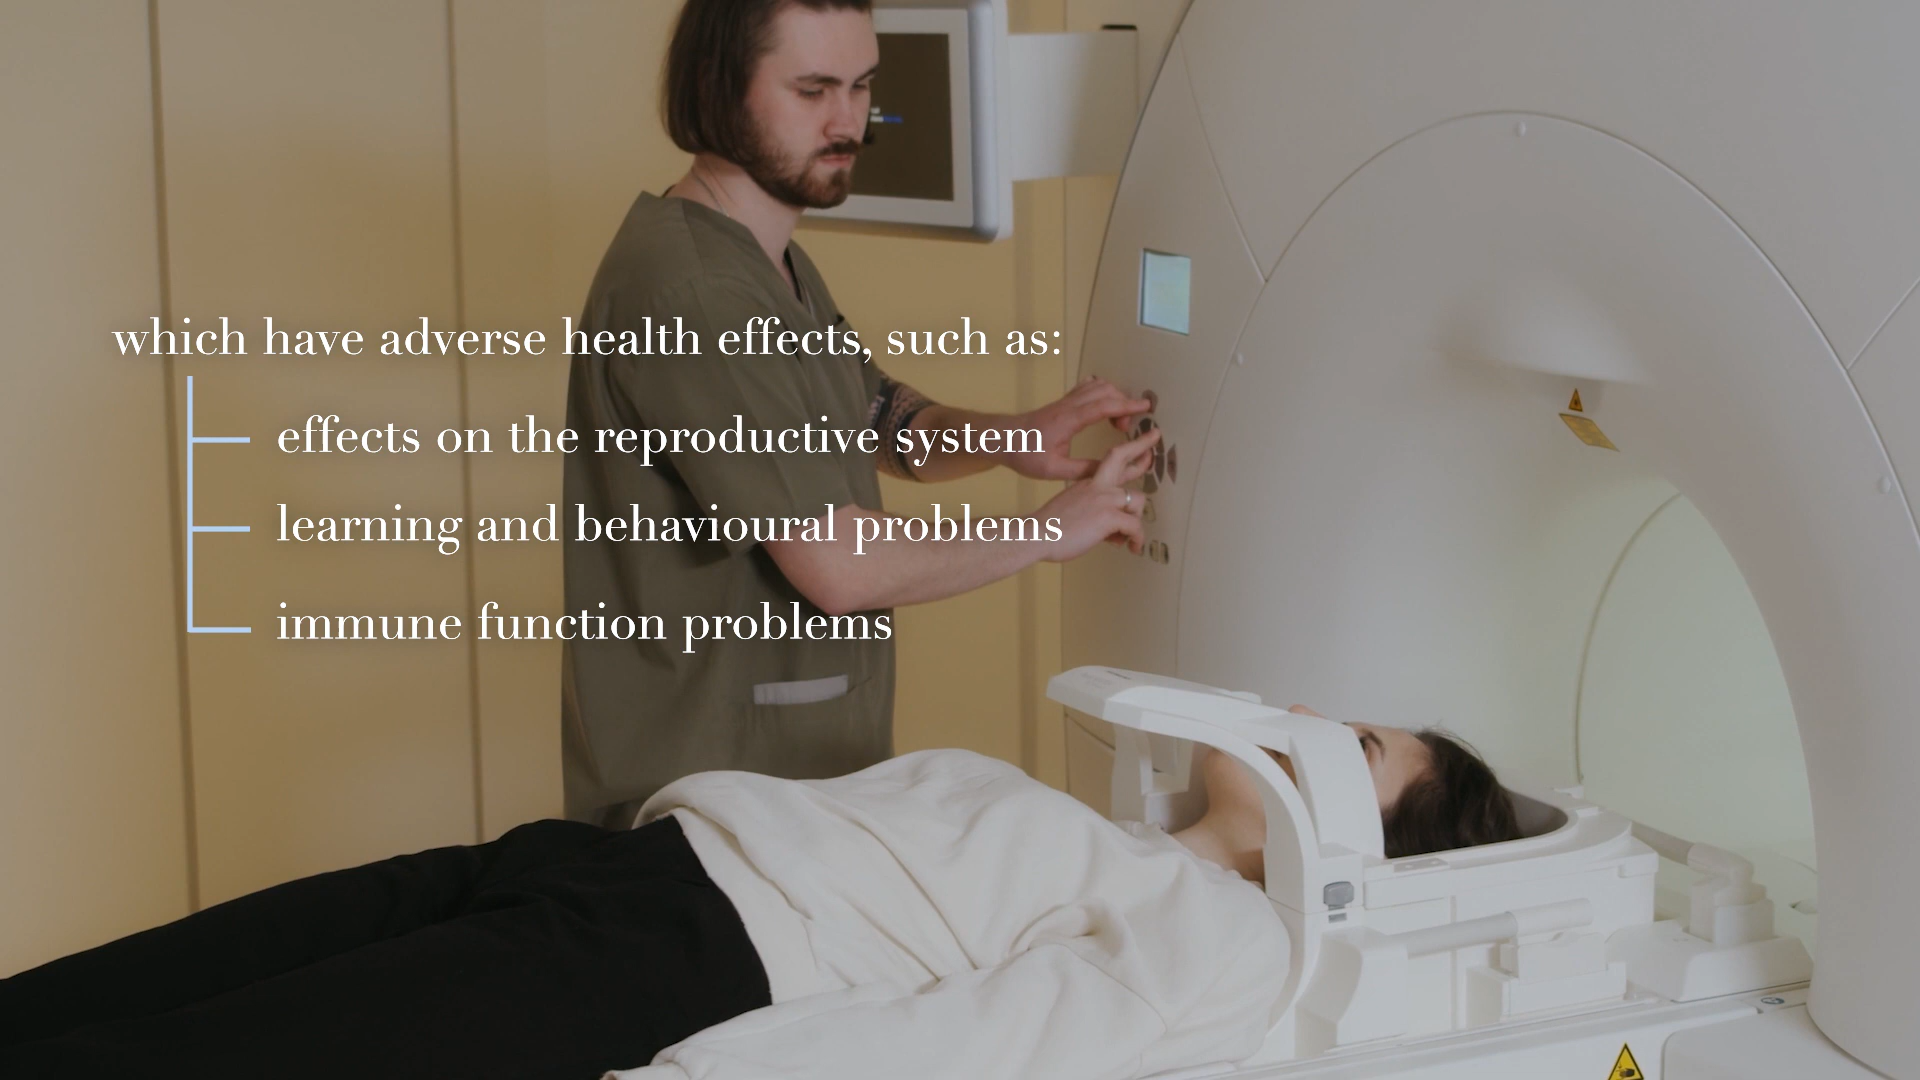 which have adverse health effects, such as:
effects on the reproductive system
learning and behavioural problems
immune function problems